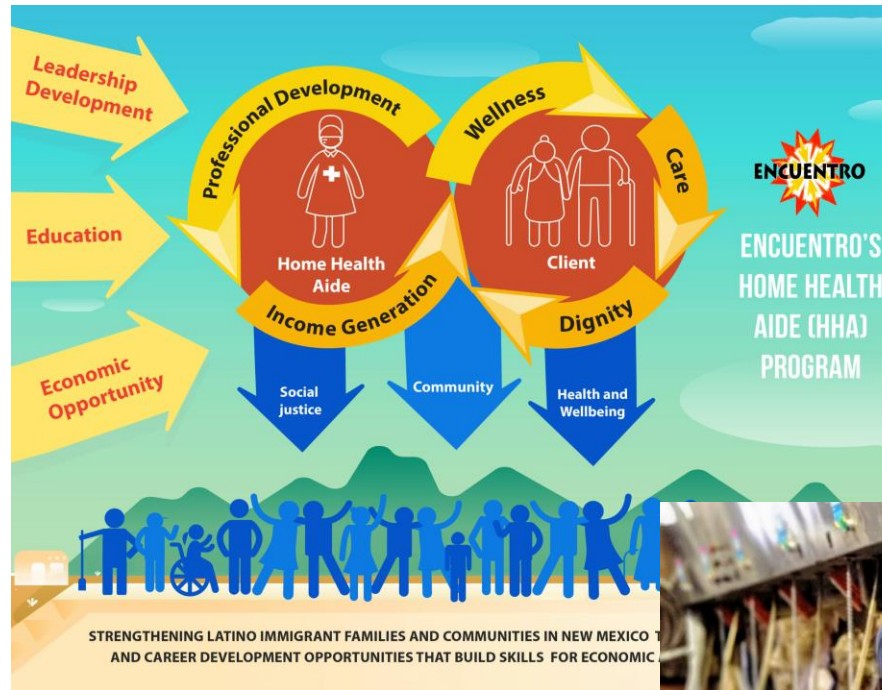 Leadership
Development
Education
Economic
Opportunity
Professional Development
Home Health
Aide
Income Generation
Wellness
Care
Client
Dignity
Social
justice
Community
Health and
Wellbeing
ENCUENTRO
ENCUENTRO'S
HOME HEALTH
AIDE (HHA)
PROGRAM
STRENGTHENING LATINO IMMIGRANT FAMILIES AND COMMUNITIES IN NEW MEXICO
AND CAREER DEVELOPMENT OPPORTUNITIES THAT BUILD SKILLS FOR ECONOMIC